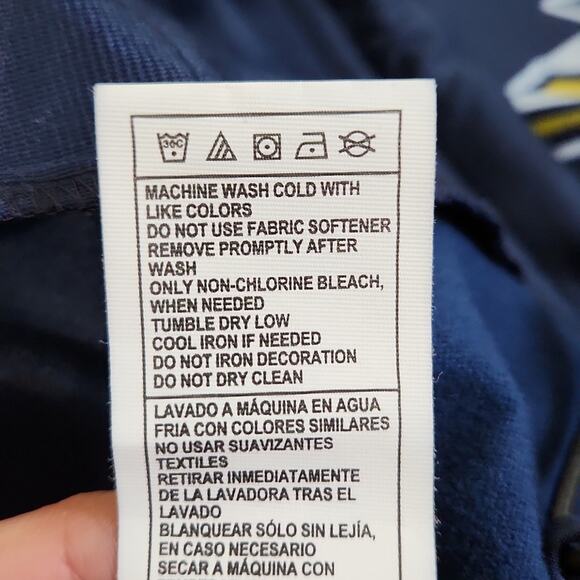 30C
MACHINE WASH COLD WITH
LIKE COLORS
DO NOT USE FABRIC SOFTENER
REMOVE PROMPTLY AFTER
WASH
ONLY NON-CHLORINE BLEACH,
WHEN NEEDED
TUMBLE DRY LOW
COOL IRON IF NEEDED
DO NOT IRON DECORATION
DO NOT DRY CLEAN
LAVADO A MÁQUINA EN AGUA
FRIA CON COLORES SIMILARES
NO USAR SUAVIZANTES
TEXTILES
RETIRAR INMEDIATAMENTE
DE LA LAVADORA TRAS EL
LAVADO
BLANQUEAR SÓLO SIN LEJÍA,
EN CASO NECESARIO
SECAR A MÁQUINA CON